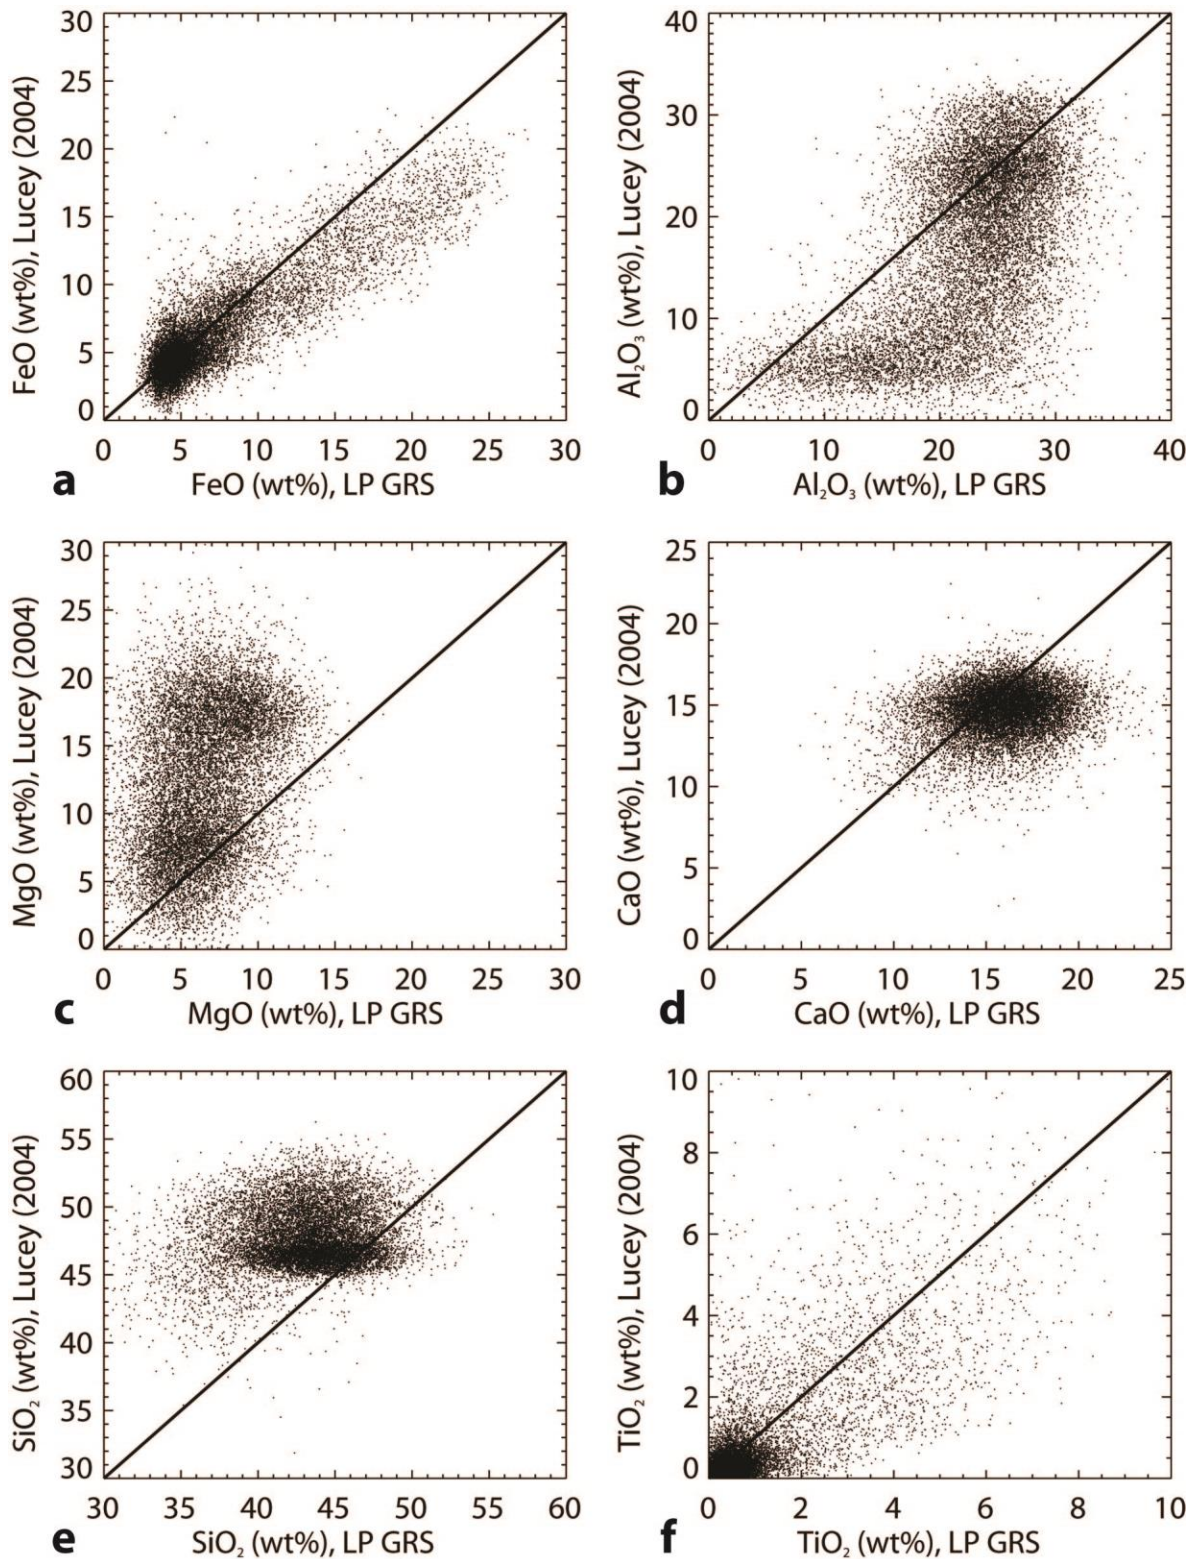 30
25
20
15
10
5
0
FeO (wt%), Lucey (2004)
0 5 10 15 20 25 30
a
FeO (wt%), LP GRS
40
30
20
10
0
Al₂O₃ (wt%), Lucey (2004)
0 10 20 30 40
b
Al₂O₃ (wt%), LP GRS
30
25
20
15
10
5
0
MgO (wt%), Lucey (2004)
0 5 10 15 20 25 30
c
MgO (wt%), LP GRS
25
20
15
10
5
0
CaO (wt%), Lucey (2004)
0 5 10 15 20 25
d
CaO (wt%), LP GRS
60
55
50
45
40
35
30
SiO₂ (wt%), Lucey (2004)
30 35 40 45 50 55 60
e
SiO₂ (wt%), LP GRS
10
8
6
4
2
0
TiO₂ (wt%), Lucey (2004)
0 2 4 6 8 10
f
TiO₂ (wt%), LP GRS